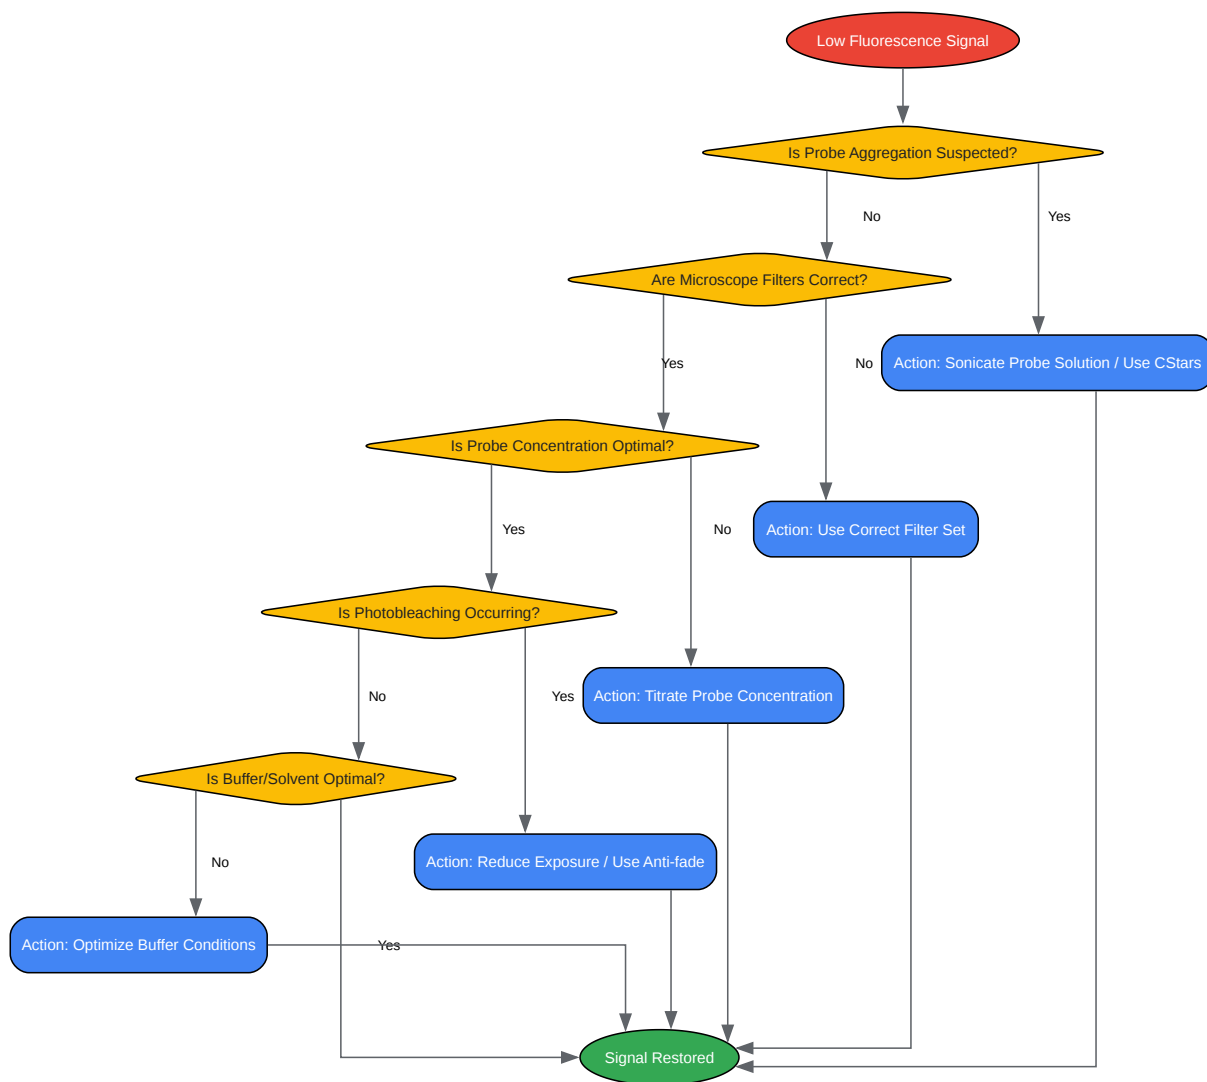 Low Fluorescence Signal
Is Probe Aggregation Suspected?
No
Yes
Are Microscope Filters Correct?
Yes
No
Action: Sonicate Probe Solution / Use CStars
Is Probe Concentration Optimal?
Yes
No
Action: Use Correct Filter Set
Is Photobleaching Occurring?
No
Yes
Action: Titrate Probe Concentration
Is Buffer/Solvent Optimal?
No
Action: Reduce Exposure / Use Anti-fade
Action: Optimize Buffer Conditions
Yes
Signal Restored